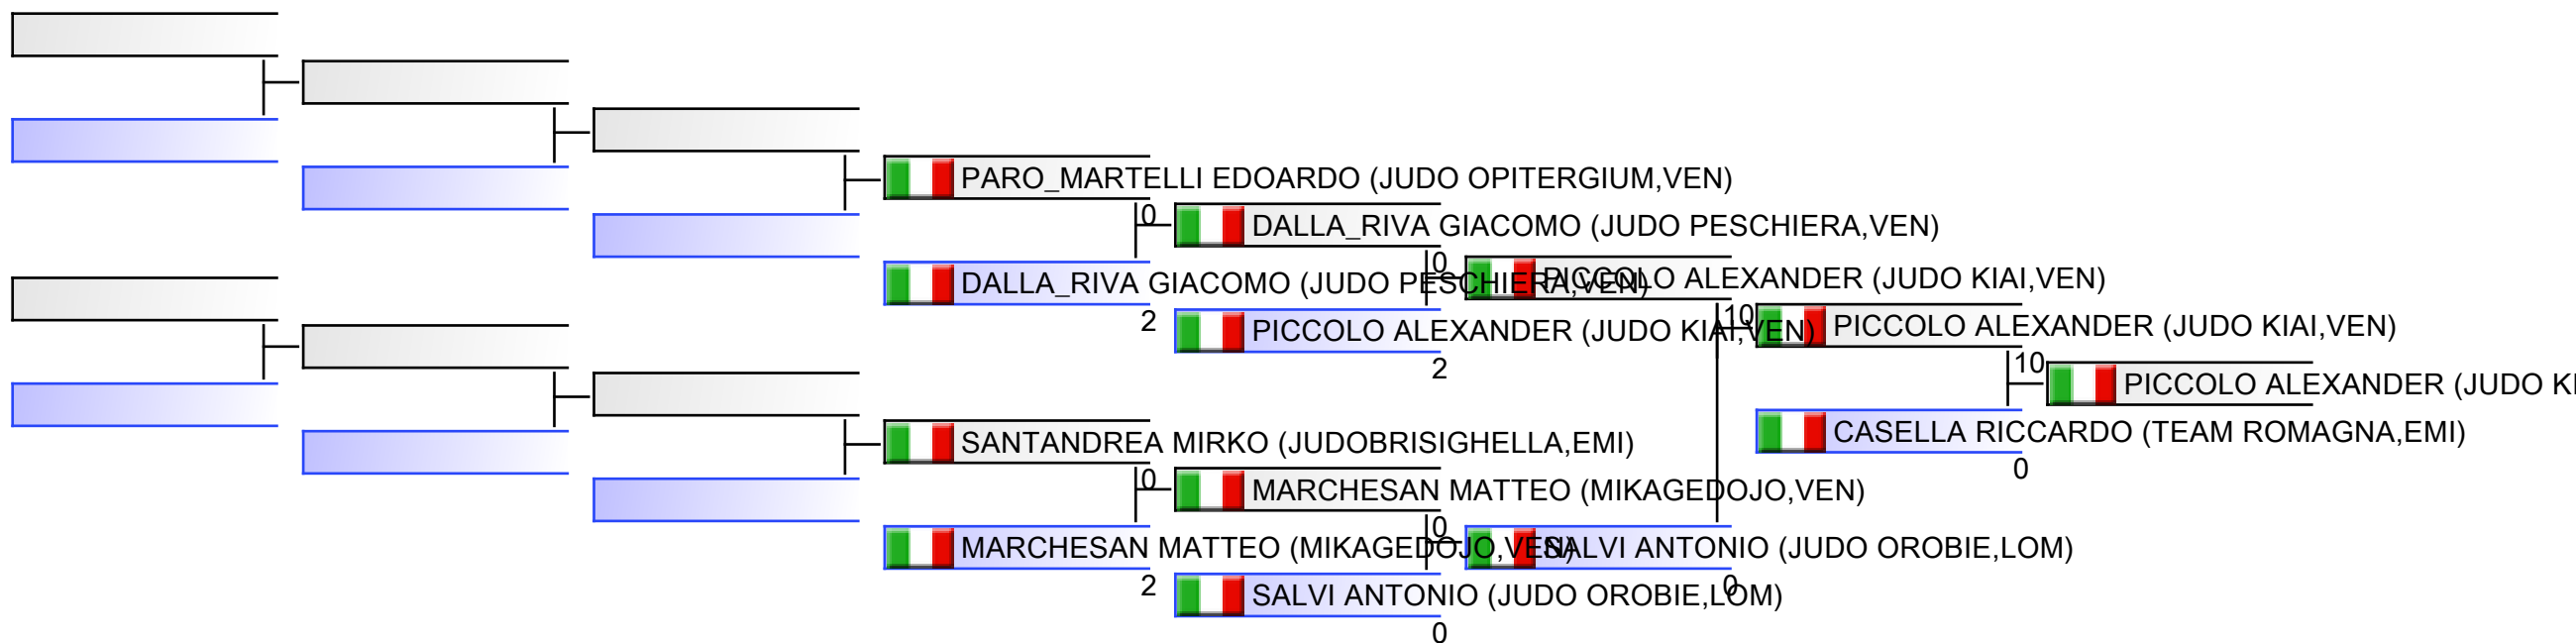 PARO_MARTELLI EDOARDO (JUDO OPITERGIUM,VEN)
0
DALLA_RIVA GIACOMO (JUDO PESCHIERA,VEN)
0
DALLA_RIVA GIACOMO (JUDO PESCHIERA,VEN)
PICCOLO ALEXANDER (JUDO KIAI,VEN)
2
PICCOLO ALEXANDER (JUDO KIAI,VEN)
10
PICCOLO ALEXANDER (JUDO KIAI,VEN)
2
10
PICCOLO ALEXANDER (JUDO KI
CASELLA RICCARDO (TEAM ROMAGNA,EMI)
0
SANTANDREA MIRKO (JUDOBRISIGHELLA,EMI)
0
MARCHESAN MATTEO (MIKAGEDOJO,VEN)
0
MARCHESAN MATTEO (MIKAGEDOJO,VEN)
SALVI ANTONIO (JUDO OROBIE,LOM)
2
0
SALVI ANTONIO (JUDO OROBIE,LOM)
0